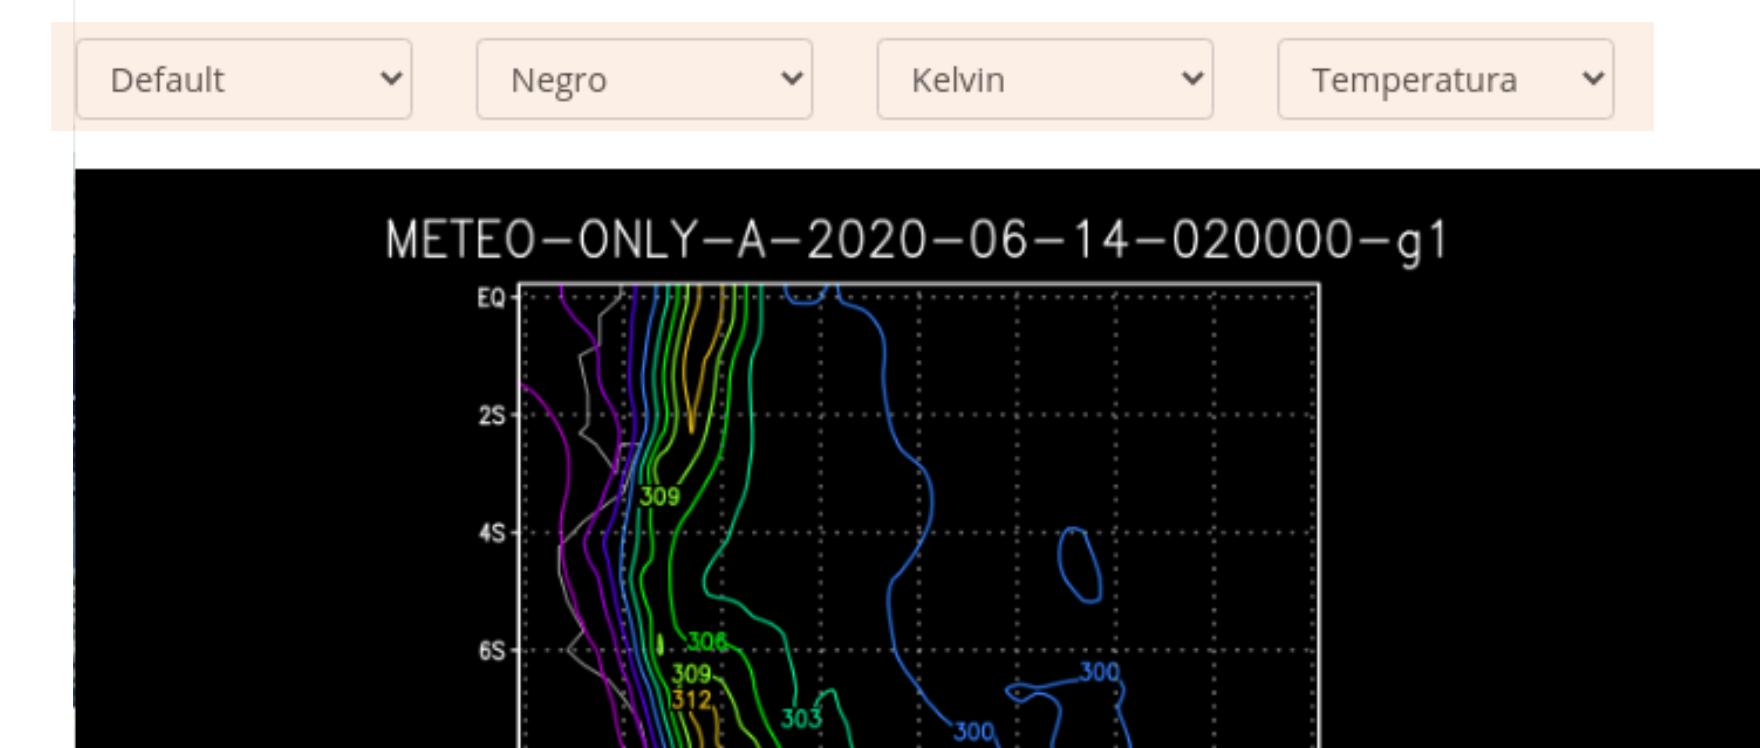 Default Negro Kelvin Temperatura
METEO-ONLY-A-2020-06-14-020000-g1
EQ
2S
309
4S
306
6S
309
300
312
303
300